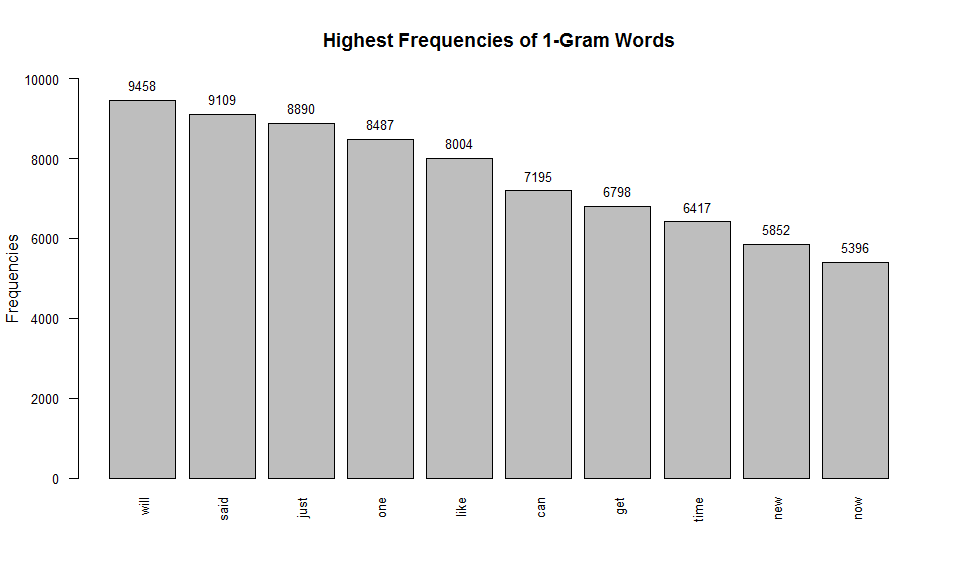 Highest Frequencies of 1-Gram Words
Frequencies
10000
8000
6000
4000
2000
0
9458
9109
8890
8487
8004
7195
6798
6417
5852
5396
will
said
just
one
like
can
get
time
new
now